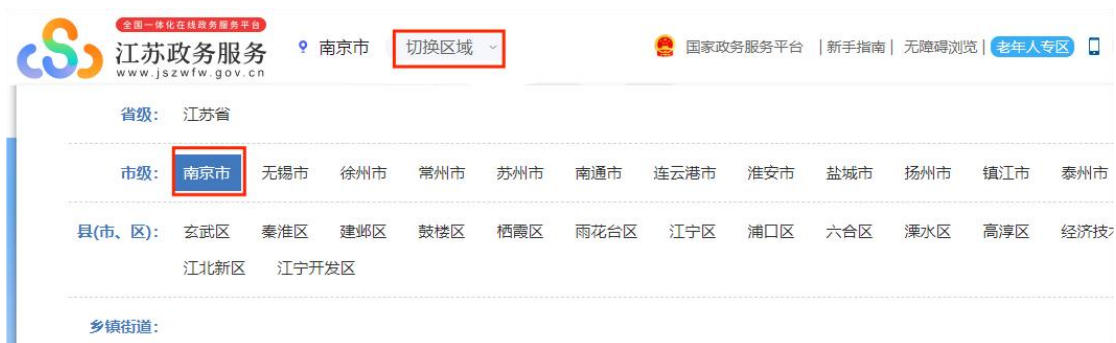 全国一体化在线政务服务平台
江苏政务服务
www.jszwfw.gov.cn
南京市 切换区域
国家政务服务平台 |新手指南| 无障碍浏览| 老年人专区
省级： 江苏省
市级： 南京市 无锡市 徐州市 常州市 苏州市 南通市 连云港市 淮安市 盐城市 扬州市 镇江市 泰州市
县(市、区)： 玄武区 秦淮区 建邺区 鼓楼区 栖霞区 雨花台区 江宁区 浦口区 六合区 溧水区 高淳区 经济技
江北新区 江宁开发区
乡镇街道：